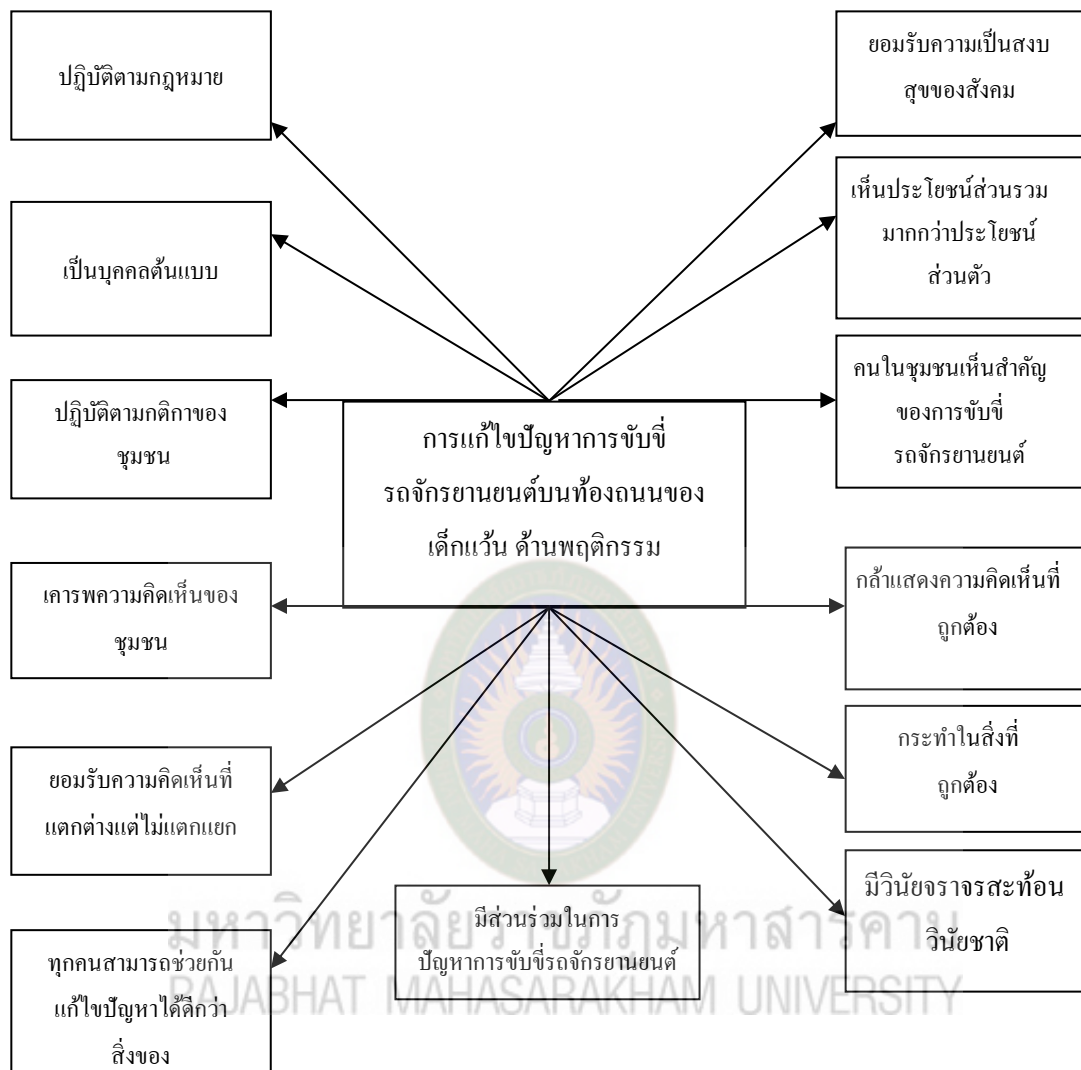 ปฏิบัติตามกฎหมาย
ยอมรับความเป็นสงบ
สุขของสังคม
เป็นบุคคลต้นแบบ
เห็นประโยชน์ส่วนรวม
มากกว่าประโยชน์
ส่วนตัว
ปฏิบัติตามกติกาของ
ชุมชน
คนในชุมชนเห็นสำคัญ
ของการขับขี่
รถจักรยานยนต์
การแก้ไขปัญหาการขับขี่
รถจักรยานยนต์บนท้องถนนของ
เด็กแว้น ด้านพฤติกรรม
เคารพความคิดเห็นของ
ชุมชน
กล้าแสดงความคิดเห็นที่
ถูกต้อง
ยอมรับความคิดเห็นที่
แตกต่างแต่ไม่แตกแยก
กระทำในสิ่งที่
ถูกต้อง
มีส่วนร่วมในการ
ปัญหาการขับขี่รถจักรยานยนต์
มีวินัยจราจรสะท้อน
วินัยชาติ
ทุกคนสามารถช่วยกัน
แก้ไขปัญหาได้ดีกว่า
สิ่งของ
มหาวิทยาลัยราชภัฏมหาสารคาม
RAJABHAT MAHASARAKHAM UNIVERSITY